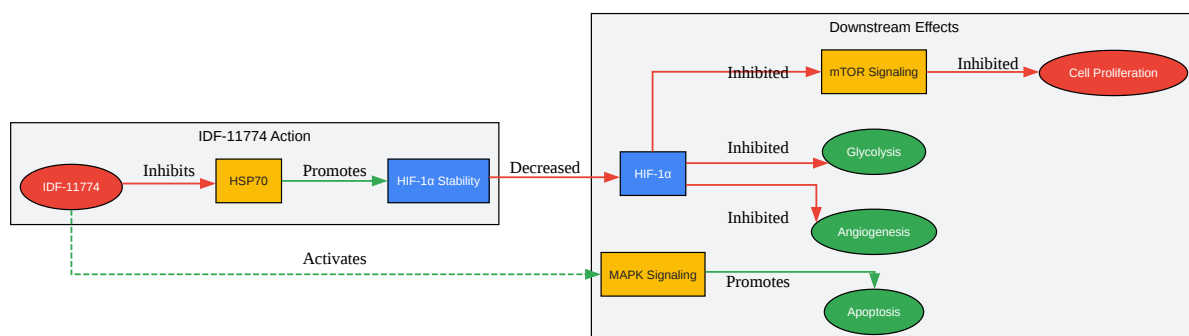 Downstream Effects
Inhibited
mTOR Signaling
Inhibited
Cell Proliferation
IDF-11774 Action
IDF-11774
Inhibits
HSP70
Promotes
HIF-1α Stability
Decreased
HIF-1α
Inhibited
Glycolysis
Inhibited
Angiogenesis
Activates
MAPK Signaling
Promotes
Apoptosis